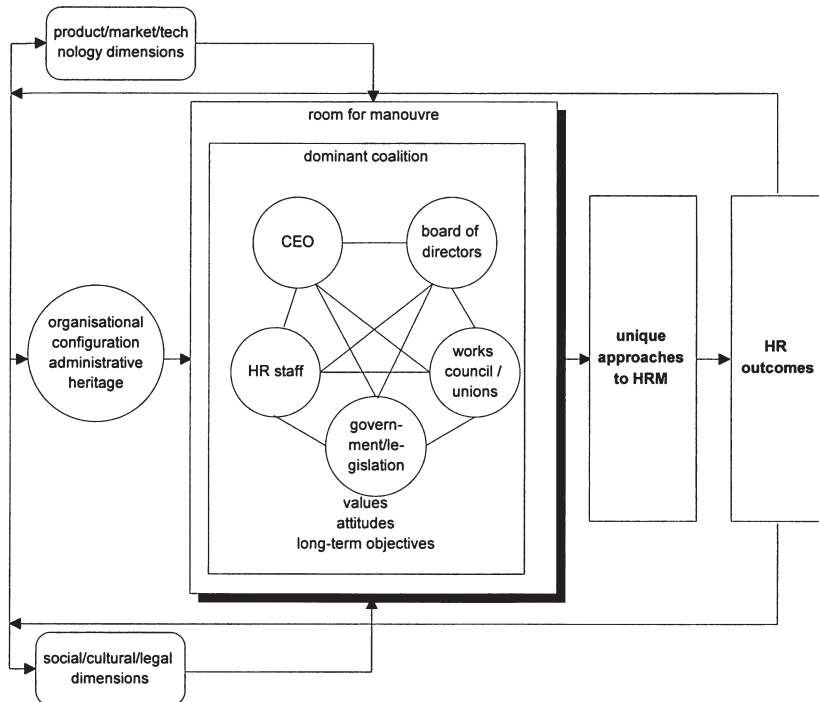 product/market/tech
nology dimensions
room for manouvre
dominant coalition
CEO
board of
directors
organisational
configuration
administrative
heritage
HR staff
works
council /
unions
govern-
ment/le-
gislation
values
attitudes
long-term objectives
unique
approaches
to HRM
HR
outcomes
social/cultural/legal
dimensions